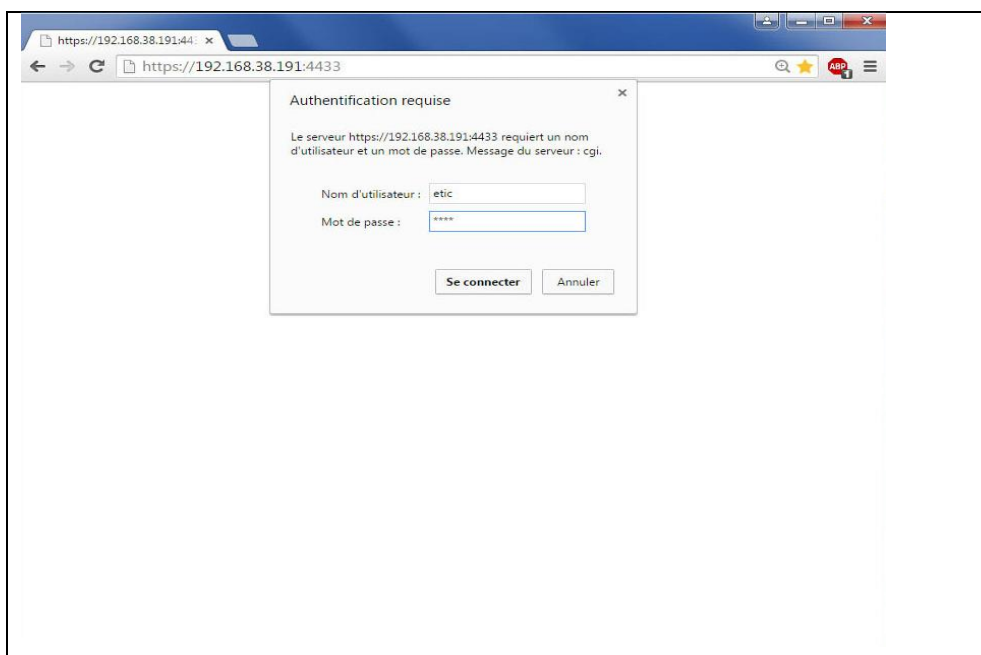 https://192.168.38.191:44
https://192.168.38.191:4433
ABP
1
Authentification requise
Le serveur https://192.168.38.191:4433 requiert un nom
d'utilisateur et un mot de passe. Message du serveur : cgi.
Nom d'utilisateur : etic
Mot de passe : ****
Se connecter Annuler